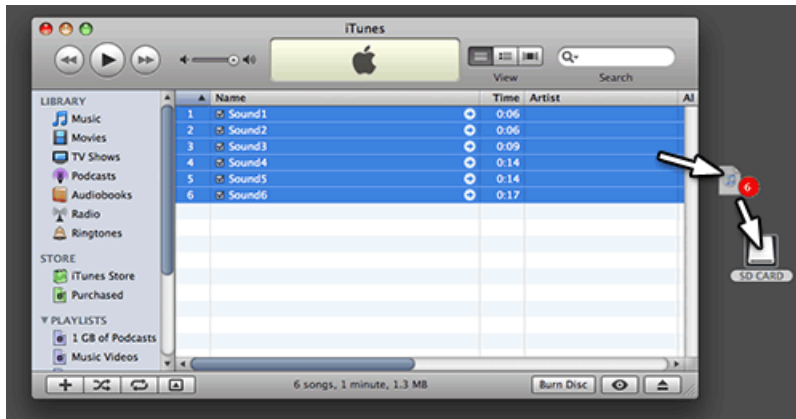 iTunes
View
Search
LIBRARY
Music
Movies
TV Shows
Podcasts
Audiobooks
Radio
Ringtones
STORE
iTunes Store
Purchased
PLAYLISTS
1 GB of Podcasts
Music Videos
Name Time Artist Al
1 Sound1 0:06
2 Sound2 0:06
3 Sound3 0:09
4 Sound4 0:14
5 Sound5 0:14
6 Sound6 0:17
6
SD CARD
6 songs, 1 minute, 1.3 MB
Burn Disc